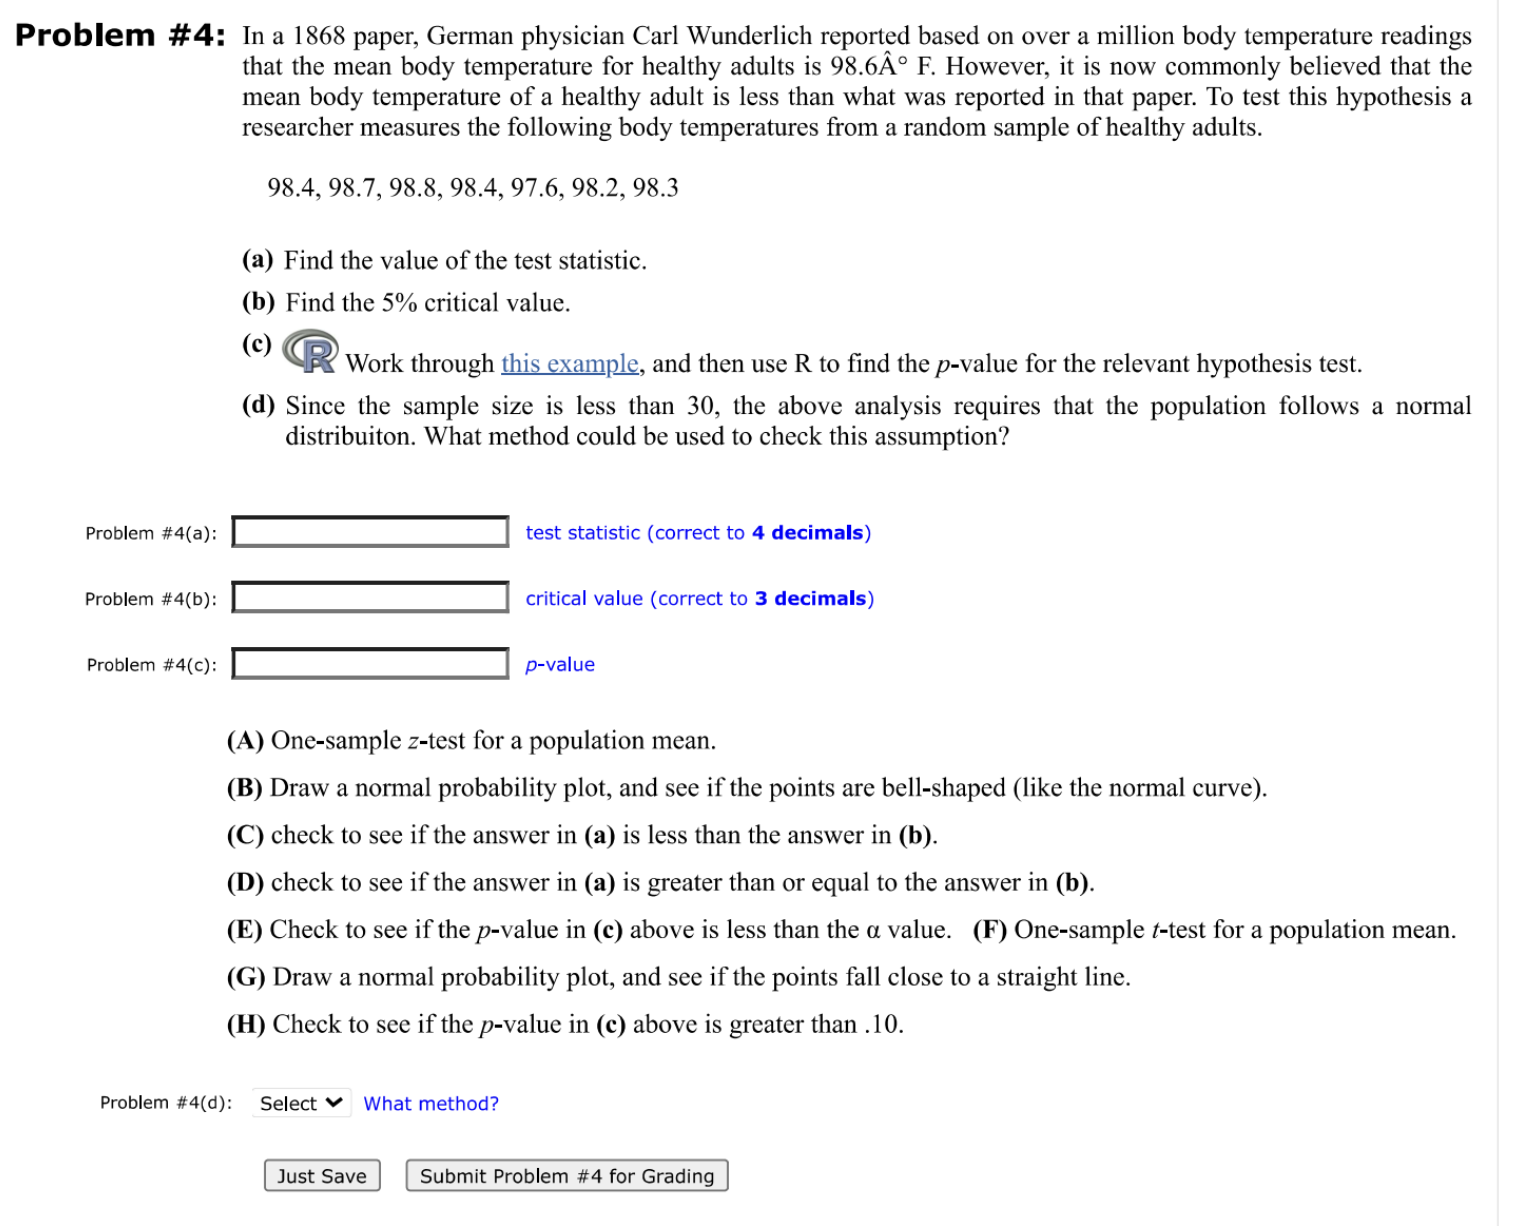 Problem #4: In a 1868 paper, German physician Carl Wunderlich reported based on over a million body temperature readings
that the mean body temperature for healthy adults is 98.6Â° F. However, it is now commonly believed that the
mean body temperature of a healthy adult is less than what was reported in that paper. To test this hypothesis a
researcher measures the following body temperatures from a random sample of healthy adults.
98.4, 98.7, 98.8, 98.4, 97.6, 98.2, 98.3
(a) Find the value of the test statistic.
(b) Find the 5% critical value.
(c) R Work through this example, and then use R to find the p-value for the relevant hypothesis test.
(d) Since the sample size is less than 30, the above analysis requires that the population follows a normal
distribuiton. What method could be used to check this assumption?
Problem #4(a): test statistic (correct to 4 decimals)
Problem #4(b): critical value (correct to 3 decimals)
Problem #4(c): p-value
(A) One-sample z-test for a population mean.
(B) Draw a normal probability plot, and see if the points are bell-shaped (like the normal curve).
(C) check to see if the answer in (a) is less than the answer in (b).
(D) check to see if the answer in (a) is greater than or equal to the answer in (b).
(E) Check to see if the p-value in (c) above is less than the α value. (F) One-sample t-test for a population mean.
(G) Draw a normal probability plot, and see if the points fall close to a straight line.
(H) Check to see if the p-value in (c) above is greater than .10.
Problem #4(d): Select What method?
Just Save Submit Problem #4 for Grading